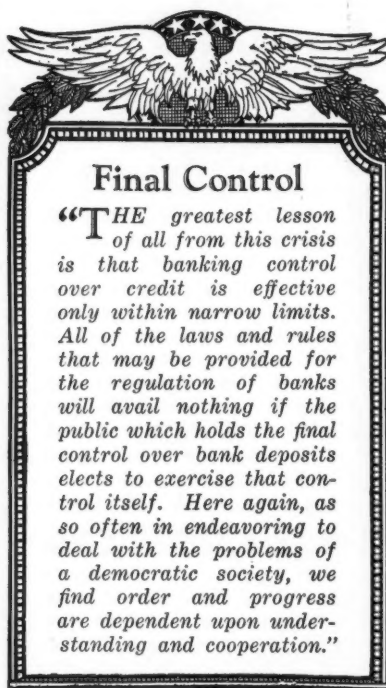 Final Control
“THE greatest lesson
of all from this crisis
is that banking control
over credit is effective
only within narrow limits.
All of the laws and rules
that may be provided for
the regulation of banks
will avail nothing if the
public which holds the final
control over bank deposits
elects to exercise that con-
trol itself. Here again, as
so often in endeavoring to
deal with the problems of
a democratic society, we
find order and progress
are dependent upon under-
standing and cooperation.”